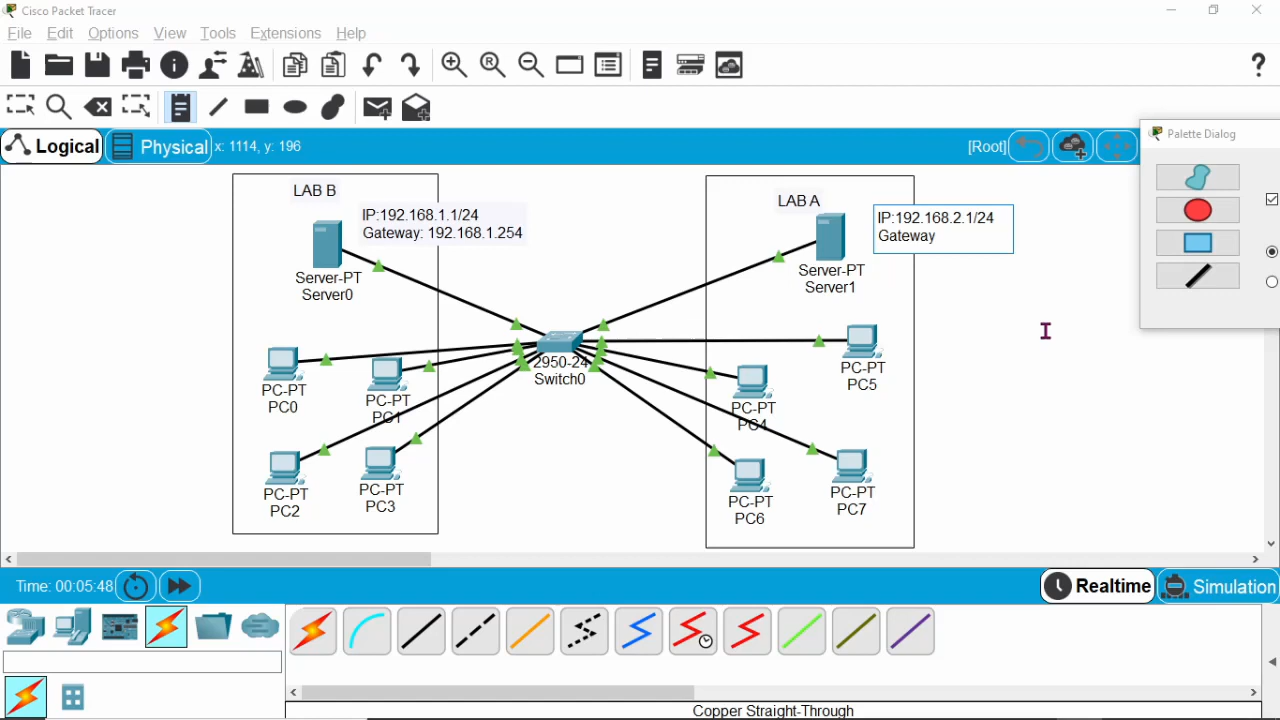 Cisco Packet Tracer
File Edit Options View Tools Extensions Help
R
i
?
Logical
Physical
x: 1114, y: 196
[Root]
Palette Dialog
LAB B
IP:192.168.1.1/24
Gateway: 192.168.1.254
Server-PT
Server0
LAB A
IP:192.168.2.1/24
Gateway
Server-PT
Server1
2950-24
Switch0
PC-PT
PC0
PC-PT
PC1
PC-PT
PC2
PC-PT
PC3
PC-PT
PC4
PC-PT
PC5
PC-PT
PC6
PC-PT
PC7
Time: 00:05:48
Realtime
Simulation
Copper Straight-Through